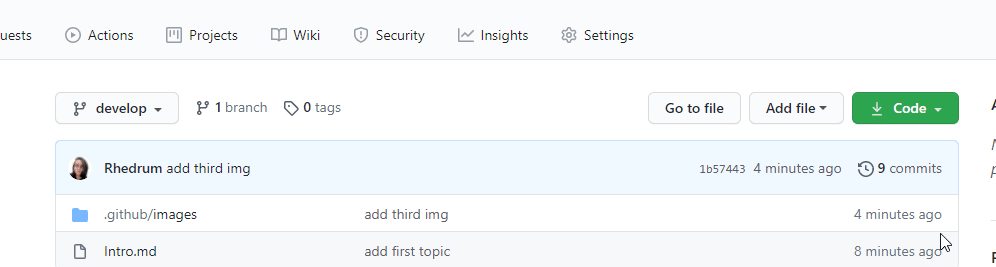 uests Actions Projects Wiki Security Insights Settings
develop 1 branch 0 tags Go to file Add file Code
Rhedrum add third img 1b57443 4 minutes ago 9 commits
.github/images add third img 4 minutes ago
Intro.md add first topic 8 minutes ago